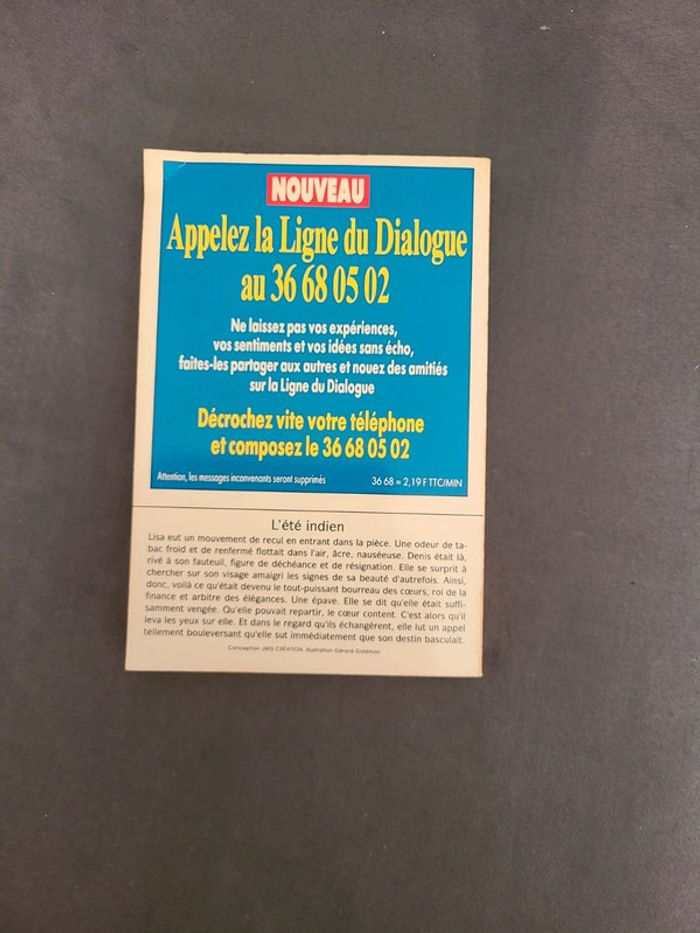 NOUVEAU
Appelez la Ligne du Dialogue
au 36 68 05 02
Ne laissez pas vos expériences,
vos sentiments et vos idées sans écho,
faites-les partager aux autres et nouez des amitiés
sur la Ligne du Dialogue
Décrochez vite votre téléphone
et composez le 36 68 05 02
Attention, les messages inconvenants seront supprimés
36 68 = 2,19 F TTC/MIN
L'été indien
Lisa eut un mouvement de recul en entrant dans la pièce. Une odeur de ta-
bac froid et de renfermé flottait dans l'air, âcre, nauséeuse. Denis était là,
rivé à son fauteuil, figure de déchéance et de résignation. Elle se surprit à
chercher sur son visage amaigri les signes de sa beauté d'autrefois. Ainsi,
donc, voilà ce qu'était devenu le tout-puissant bourreau des cœurs, roi de la
finance et arbitre des élégances. Une épave. Elle se dit qu'elle était suffi-
samment vengée. Qu'elle pouvait repartir, le cœur content. C'est alors qu'il
leva les yeux sur elle. Et dans le regard qu'ils échangèrent, elle lut un appel
tellement bouleversant qu'elle sut immédiatement que son destin basculait.
Conception JMG CRÉATION Illustration Gérard Goldman